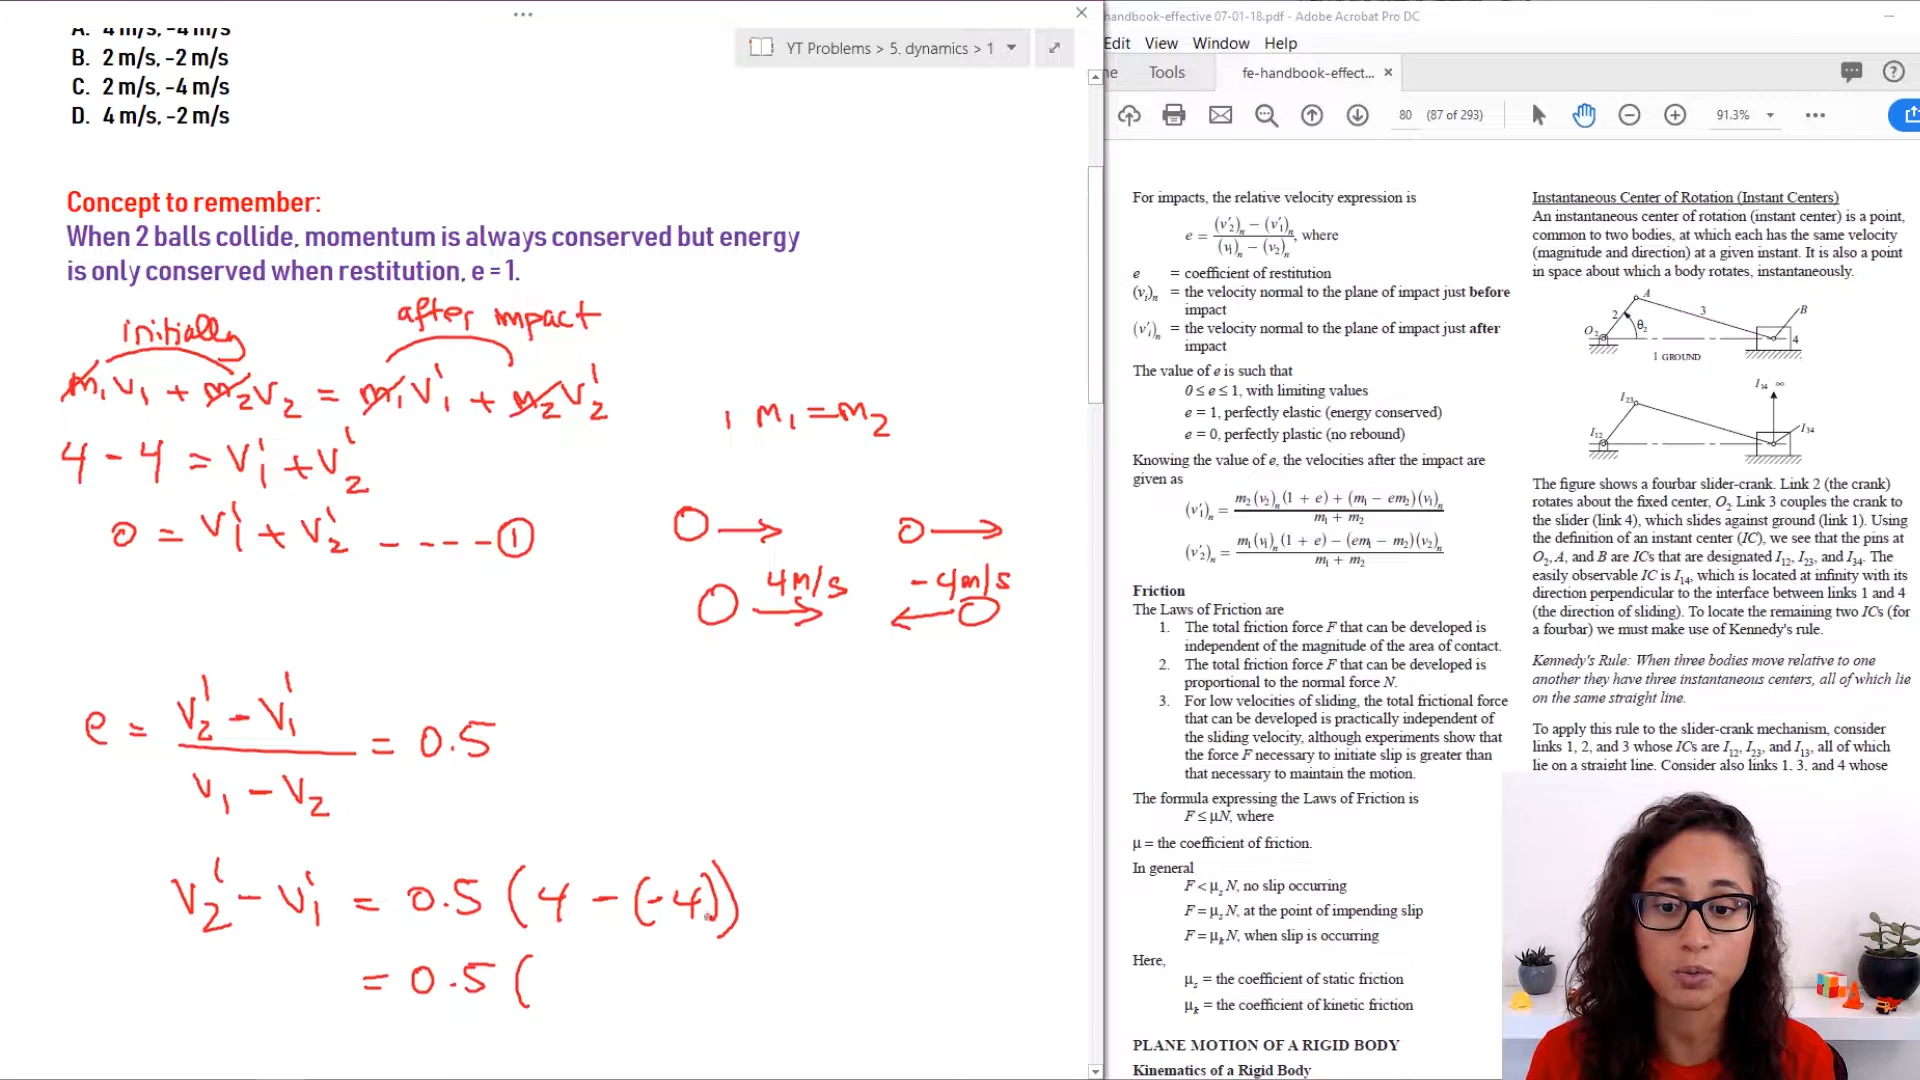 A. 4 m/s, -4 m/s
B. 2 m/s, -2 m/s
C. 2 m/s, -4 m/s
D. 4 m/s, -2 m/s
YT Problems > 5. dynamics > 1
Concept to remember:
When 2 balls collide, momentum is always conserved but energy
is only conserved when restitution, e = 1.
initially
after impact
m₁v₁ + m₂v₂ = m₁v₁' + m₂v₂'
m₁ = m₂
4 - 4 = v₁' + v₂'
0 = v₁' + v₂' ----- ①
4m/s
-4m/s
e = (v₂' - v₁')/(v₁ - v₂) = 0.5
v₂' - v₁' = 0.5 (4 - (-4))
= 0.5 (
handbook-effective 07-01-18.pdf - Adobe Acrobat Pro DC
Edit View Window Help
Tools
fe-handbook-effect... ×
80 (87 of 293)
91.3%
For impacts, the relative velocity expression is
e = ((v'₂)ₙ − (v'₁)ₙ)/((v₁)ₙ − (v₂)ₙ), where
e = coefficient of restitution
(vᵢ)ₙ = the velocity normal to the plane of impact just before
impact
(v'ᵢ)ₙ = the velocity normal to the plane of impact just after
impact
The value of e is such that
0 ≤ e ≤ 1, with limiting values
e = 1, perfectly elastic (energy conserved)
e = 0, perfectly plastic (no rebound)
Knowing the value of e, the velocities after the impact are
given as
(v'₁)ₙ = (m₂(v₂)ₙ(1 + e) + (m₁ − em₂)(v₁)ₙ)/(m₁ + m₂)
(v'₂)ₙ = (m₁(v₁)ₙ(1 + e) − (em₁ − m₂)(v₂)ₙ)/(m₁ + m₂)
Friction
The Laws of Friction are
1. The total friction force F that can be developed is
independent of the magnitude of the area of contact.
2. The total friction force F that can be developed is
proportional to the normal force N.
3. For low velocities of sliding, the total frictional force
that can be developed is practically independent of
the sliding velocity, although experiments show that
the force F necessary to initiate slip is greater than
that necessary to maintain the motion.
The formula expressing the Laws of Friction is
F ≤ μN, where
μ = the coefficient of friction.
In general
F < μₛ N, no slip occurring
F = μₛ N, at the point of impending slip
F = μₖ N, when slip is occurring
Here,
μₛ = the coefficient of static friction
μₖ = the coefficient of kinetic friction
PLANE MOTION OF A RIGID BODY
Kinematics of a Rigid Body
Instantaneous Center of Rotation (Instant Centers)
An instantaneous center of rotation (instant center) is a point,
common to two bodies, at which each has the same velocity
(magnitude and direction) at a given instant. It is also a point
in space about which a body rotates, instantaneously.
A
B
2
3
O₂
θ₂
4
1 GROUND
I₁₄ ∞
I₂₃
I₁₂
I₃₄
The figure shows a fourbar slider-crank. Link 2 (the crank)
rotates about the fixed center, O₂. Link 3 couples the crank to
the slider (link 4), which slides against ground (link 1). Using
the definition of an instant center (IC), we see that the pins at
O₂, A, and B are ICs that are designated I₁₂, I₂₃, and I₃₄. The
easily observable IC is I₁₄, which is located at infinity with its
direction perpendicular to the interface between links 1 and 4
(the direction of sliding). To locate the remaining two ICs (for
a fourbar) we must make use of Kennedy's rule.
Kennedy's Rule: When three bodies move relative to one
another they have three instantaneous centers, all of which lie
on the same straight line.
To apply this rule to the slider-crank mechanism, consider
links 1, 2, and 3 whose ICs are I₁₂, I₂₃, and I₁₃, all of which
lie on a straight line. Consider also links 1, 3, and 4 whose